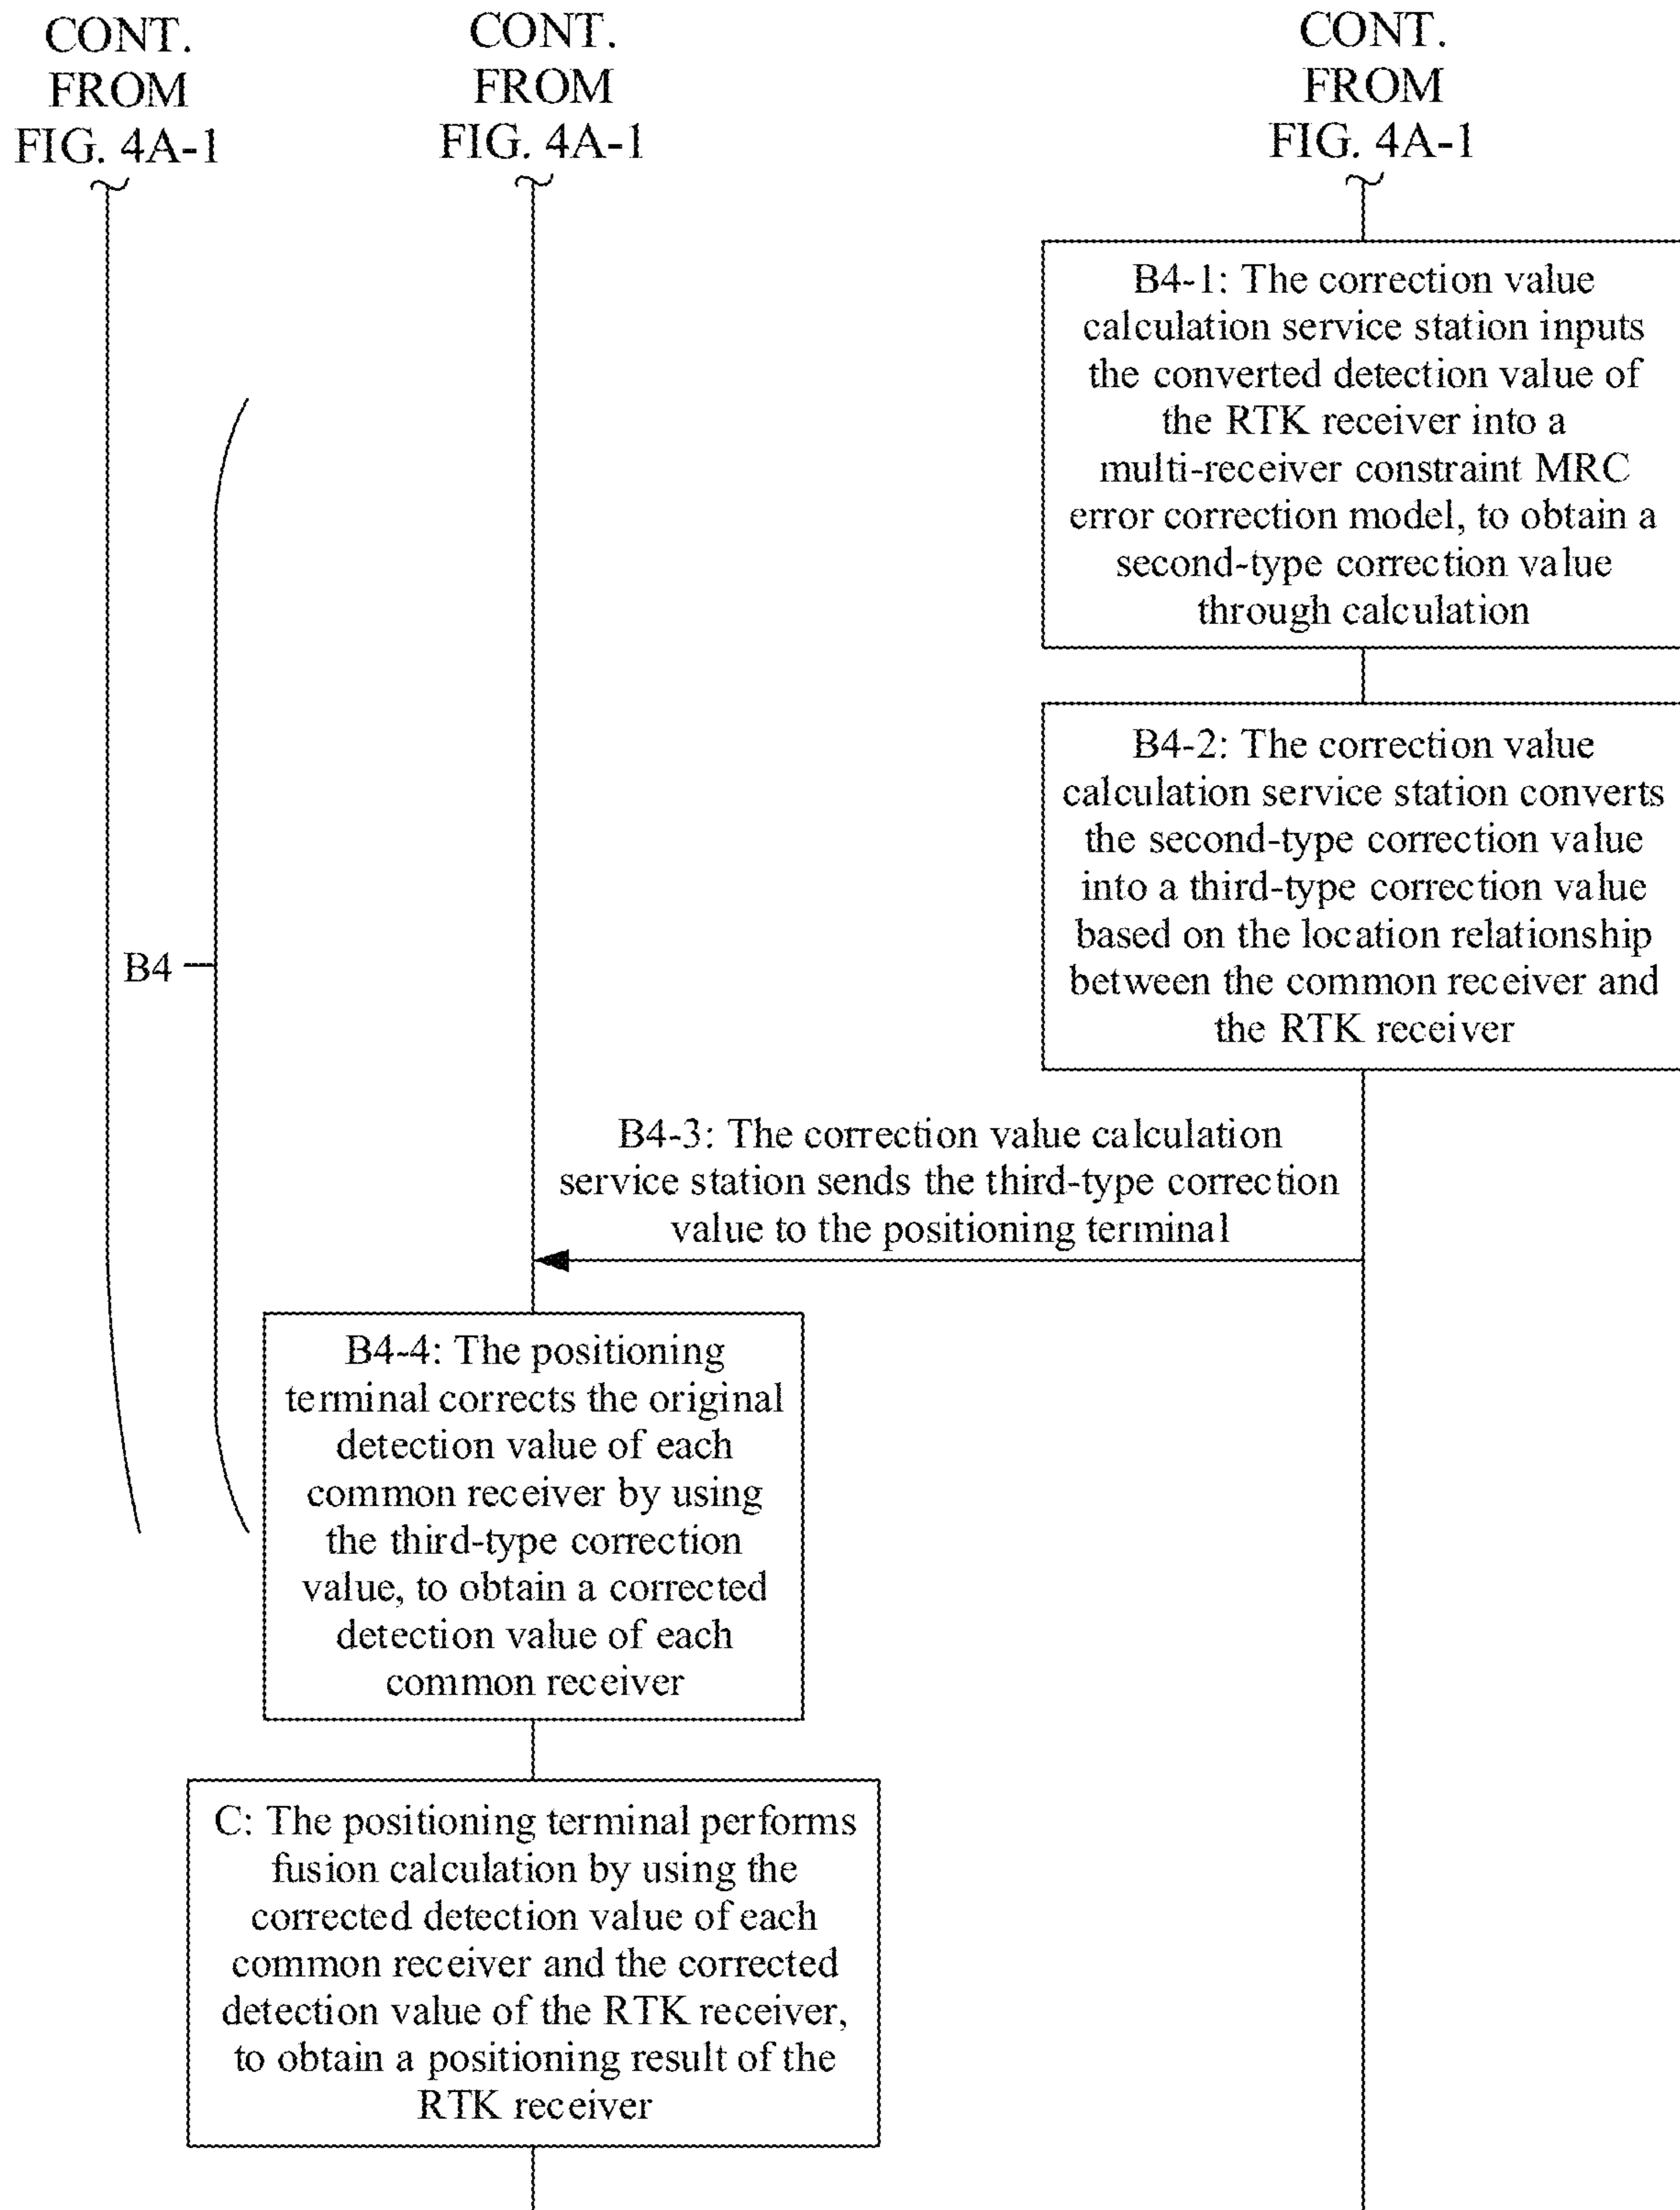 CONT.
FROM
FIG. 4A-1
CONT.
FROM
FIG. 4A-1
CONT.
FROM
FIG. 4A-1
B4-1: The correction value
calculation service station inputs
the converted detection value of
the RTK receiver into a
multi-receiver constraint MRC
error correction model, to obtain a
second-type correction value
through calculation
B4-2: The correction value
calculation service station converts
the second-type correction value
into a third-type correction value
based on the location relationship
between the common receiver and
the RTK receiver
B4
B4-3: The correction value calculation
service station sends the third-type correction
value to the positioning terminal
B4-4: The positioning
terminal corrects the original
detection value of each
common receiver by using
the third-type correction
value, to obtain a corrected
detection value of each
common receiver
C: The positioning terminal performs
fusion calculation by using the
corrected detection value of each
common receiver and the corrected
detection value of the RTK receiver,
to obtain a positioning result of the
RTK receiver